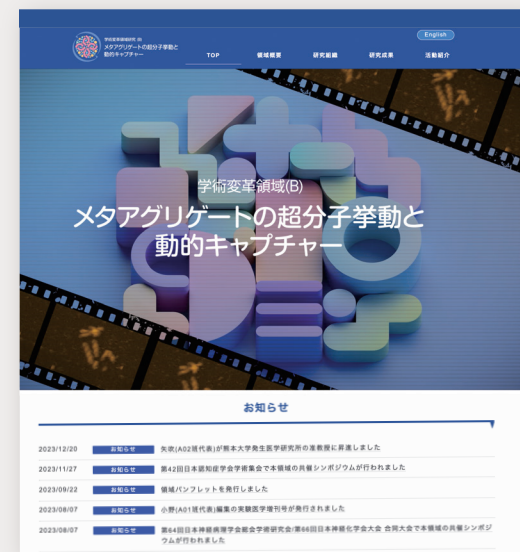 English
学術変革領域研究 (B)
メタアグリゲートの超分子挙動と
動的キャプチャー
TOP 領域概要 研究組織 研究成果 活動紹介
学術変革領域(B)
メタアグリゲートの超分子挙動と
動的キャプチャー
お知らせ
2023/12/20 お知らせ 矢吹(A02班代表)が熊本大学発生医学研究所の准教授に昇進しました
2023/11/27 お知らせ 第42回日本認知症学会学術集会で本領域の共催シンポジウムが行われました
2023/09/22 お知らせ 領域パンフレットを発行しました
2023/08/07 お知らせ 小野(A01班代表)編集の実験医学増刊号が発行されました
2023/08/07 お知らせ 第64回日本神経病理学会総会学術研究会/第66回日本神経化学会大会 合同大会で本領域の共催シンポジ
ウムが行われました